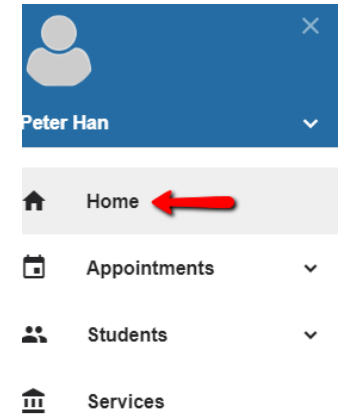 Peter Han
Home
Appointments
Students
Services